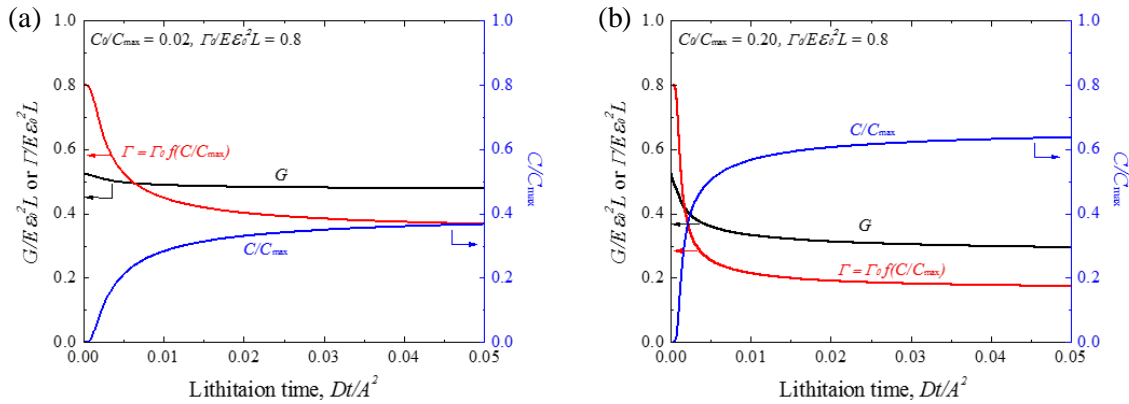 (a)
C₀/Cmax = 0.02, Γ₀/Eε₀²L = 0.8
G/Eε₀²L or Γ/Eε₀²L
1.0
0.8
0.6
0.4
0.2
0.0
Γ = Γ₀ f(C/Cmax)
G
C/Cmax
1.0
0.8
0.6
0.4
0.2
0.0
C/Cmax
0.00 0.01 0.02 0.03 0.04 0.05
Lithitaion time, Dt/A²
(b)
C₀/Cmax = 0.20, Γ₀/Eε₀²L = 0.8
G/Eε₀²L or Γ/Eε₀²L
1.0
0.8
0.6
0.4
0.2
0.0
C/Cmax
G
Γ = Γ₀ f(C/Cmax)
1.0
0.8
0.6
0.4
0.2
0.0
C/Cmax
0.00 0.01 0.02 0.03 0.04 0.05
Lithitaion time, Dt/A²